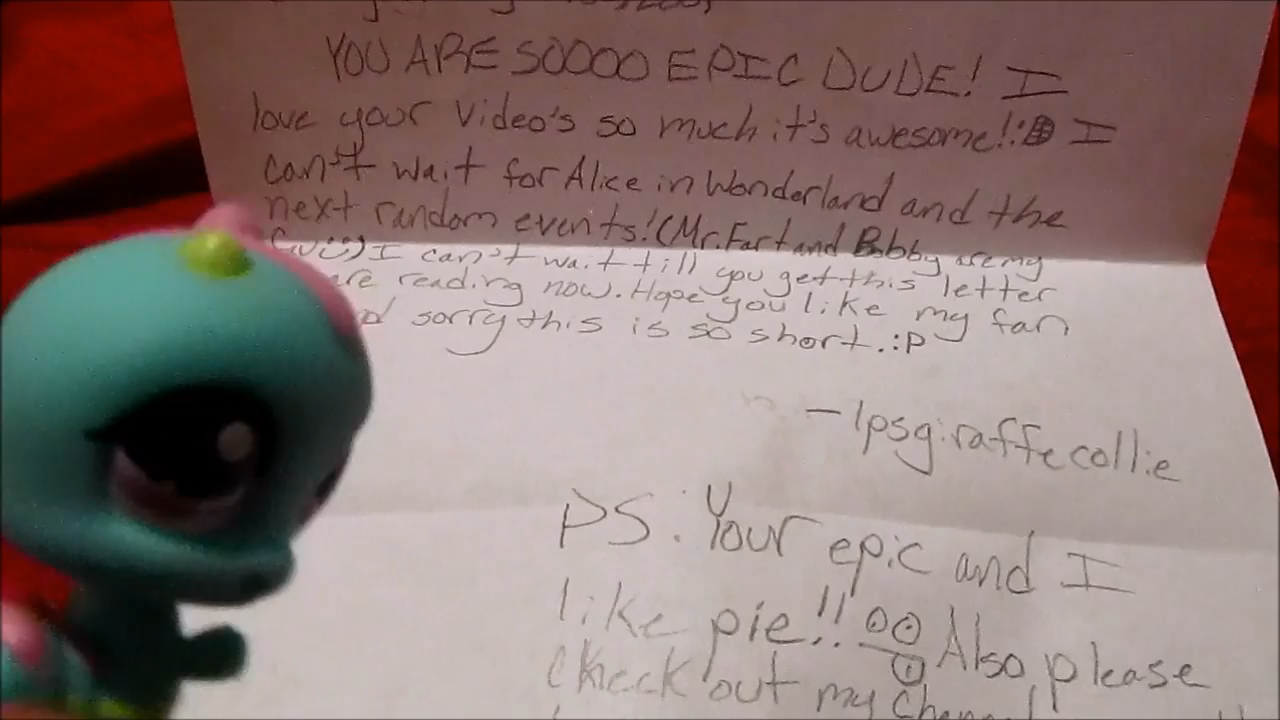 YOU ARE SOOOO EPIC DUDE! I
love your Video's so much it's awesome!!:D I
can't wait for Alice in Wonderland and the
next random events!(Mr.Fart and Bobby are my
I can't wait till you get this letter
are reading now. Hope you like my fan
sorry this is so short.:P
-lpsgiraffecollie
PS: Your epic and I
like pie!! Also please
check out my channel